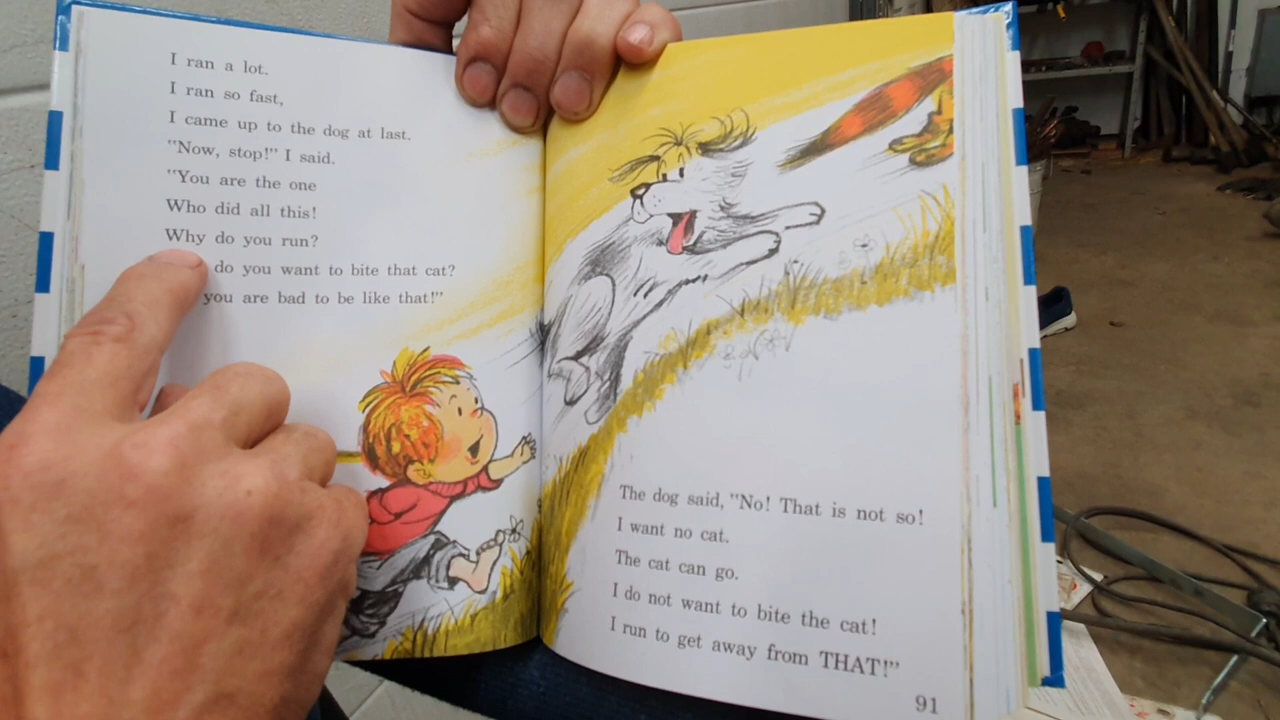 I ran a lot.
I ran so fast,
I came up to the dog at last.
"Now, stop!" I said.
"You are the one
Who did all this!
Why do you run?
do you want to bite that cat?
you are bad to be like that!"
The dog said, "No! That is not so!
I want no cat.
The cat can go.
I do not want to bite the cat!
I run to get away from THAT!"
91